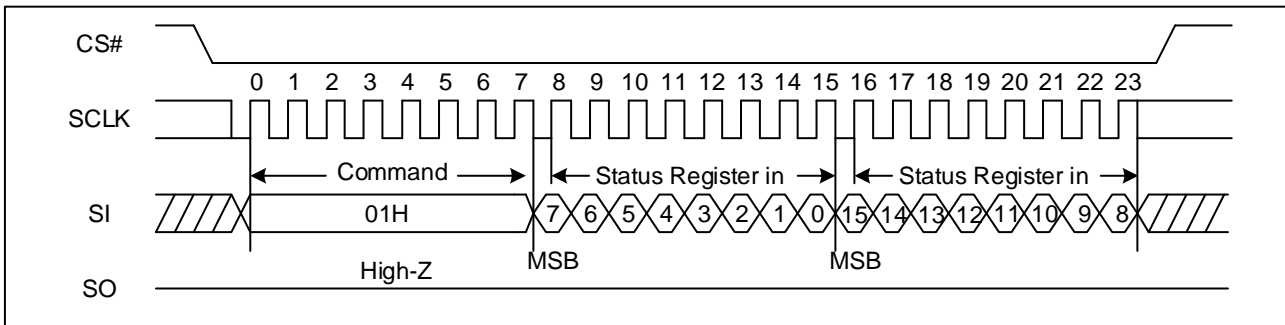 CS#
0 1 2 3 4 5 6 7 8 9 10 11 12 13 14 15 16 17 18 19 20 21 22 23
SCLK
Command Status Register in Status Register in
SI 01H 7 6 5 4 3 2 1 0 15 14 13 12 11 10 9 8
MSB MSB
High-Z
SO